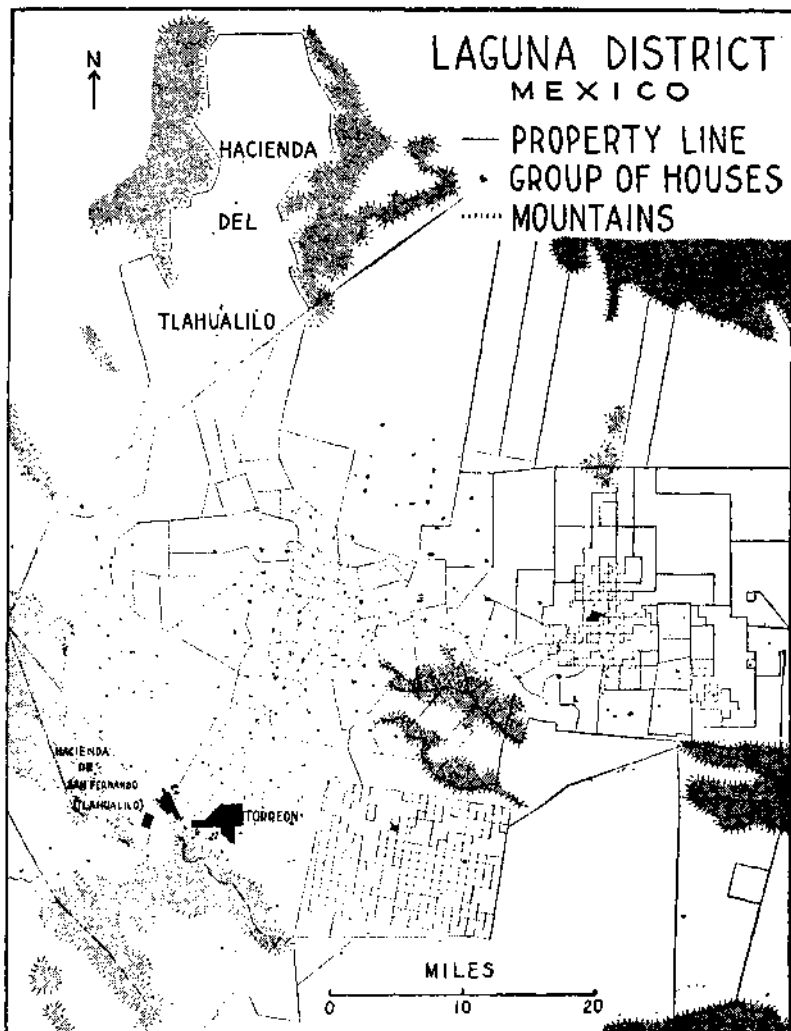 N
LAGUNA DISTRICT
MEXICO
PROPERTY LINE
GROUP OF HOUSES
MOUNTAINS
HACIENDA
DEL
TLAHUALILO
HACIENDA
DE
SAN FERNANDO
(TLAHUALILO)
TORREON
MILES
0 10 20